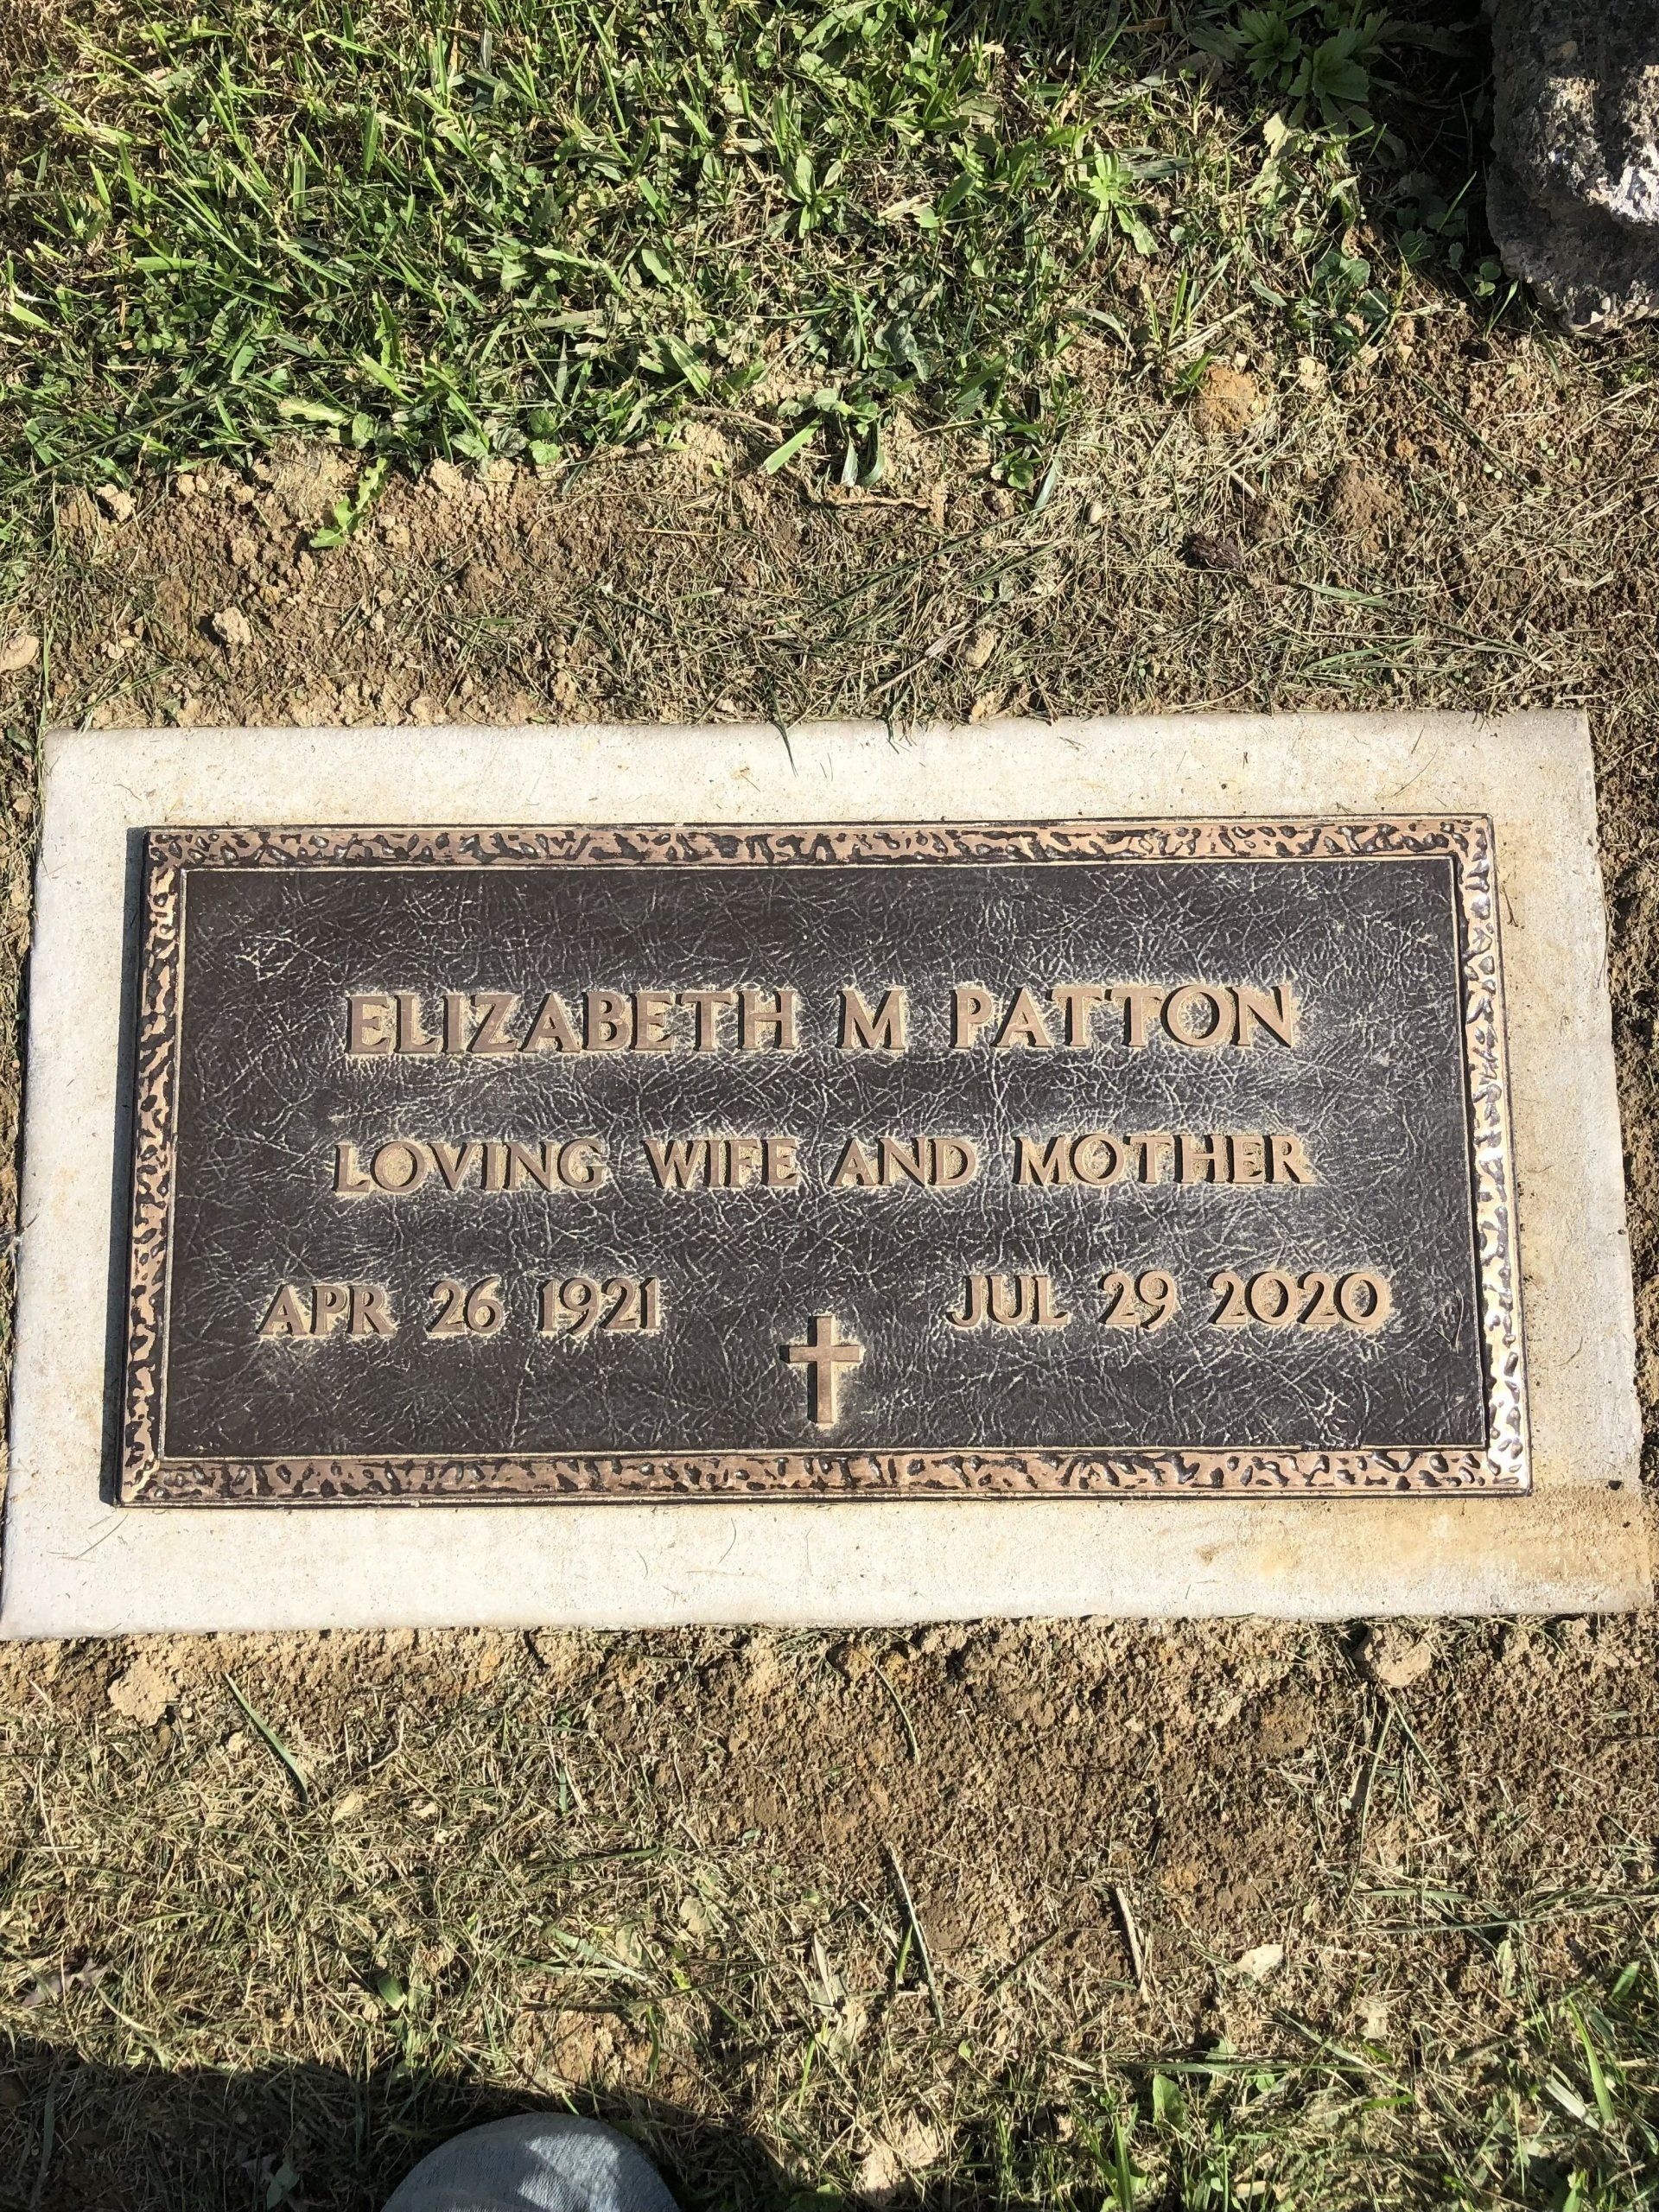 ELIZABETH M PATTON
LOVING WIFE AND MOTHER
APR 26 1921 JUL 29 2020